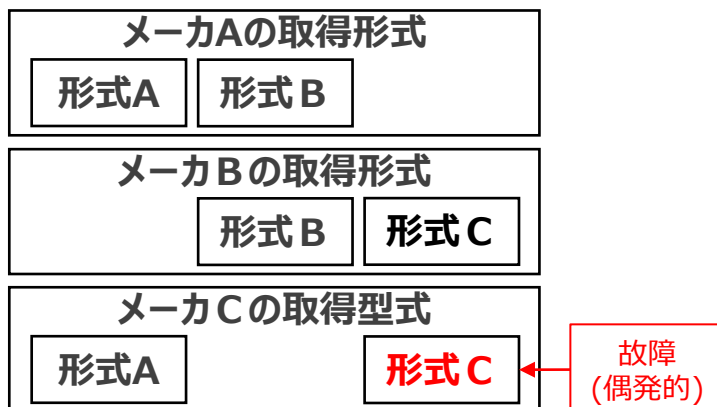 メーカAの取得形式
形式A 形式B
メーカBの取得形式
形式B 形式C
メーカCの取得型式
形式A 形式C
故障
(偶発的)